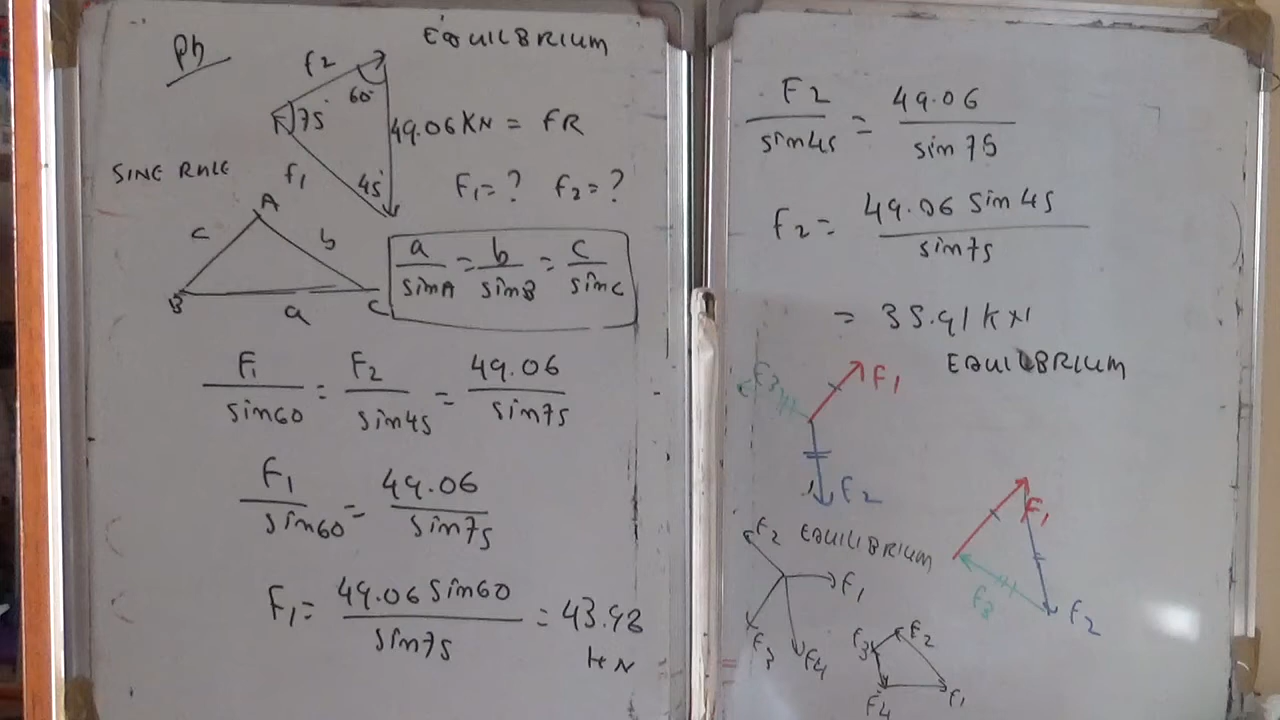 Ph
EQUILBRIUM
f2
60°
75°
49.06 KN = FR
SINE RULE
f1
45°
F1 = ? f2 = ?
A
c
b
B
a
C
a/sinA = b/sinB = c/sinC
F1/sin60 = F2/sin45 = 49.06/sin75
F1/sin60 = 49.06/sin75
F1 = 49.06 sin60/sin75 = 43.98
KN
F2/sin45 = 49.06/sin75
f2 = 49.06 sin45/sin75
= 35.91 KN
EQUILBRIUM
F3
F1
F2
F1
F3
F2
F2
EQUILIBRIUM
F1
F3
F4
F3
F2
F4
F1